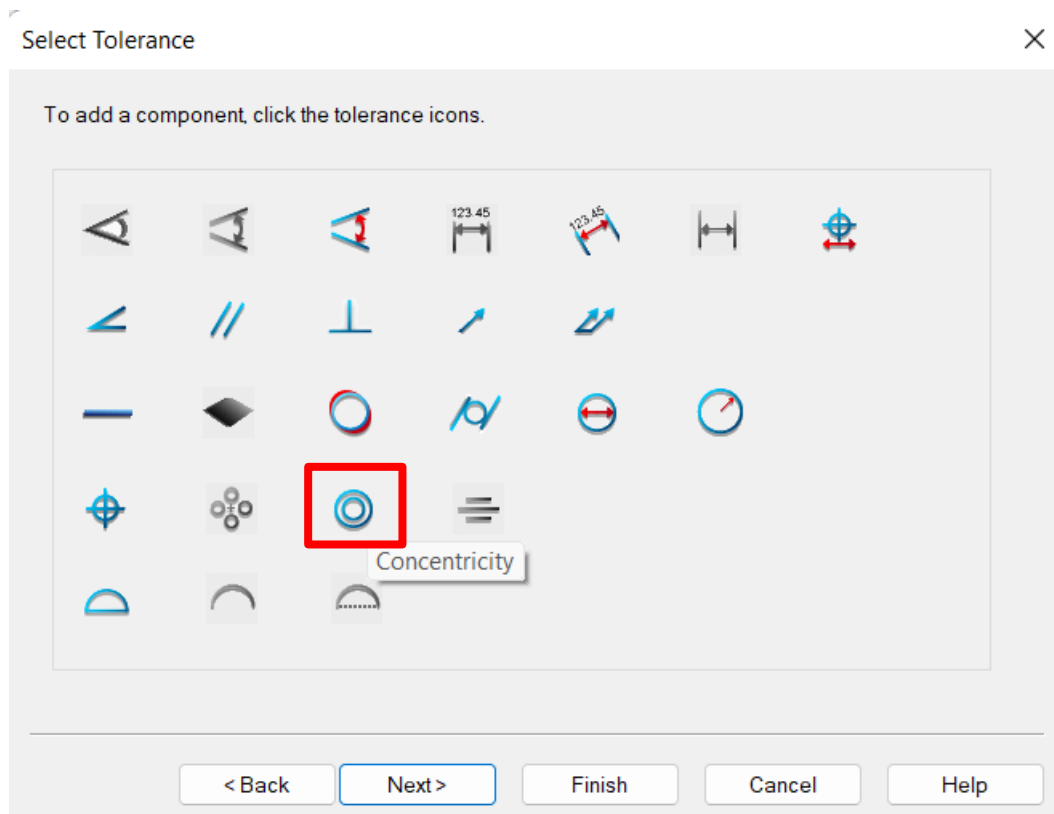 Select Tolerance
To add a component, click the tolerance icons.
123.45
123.45
Concentricity
< Back Next > Finish Cancel Help